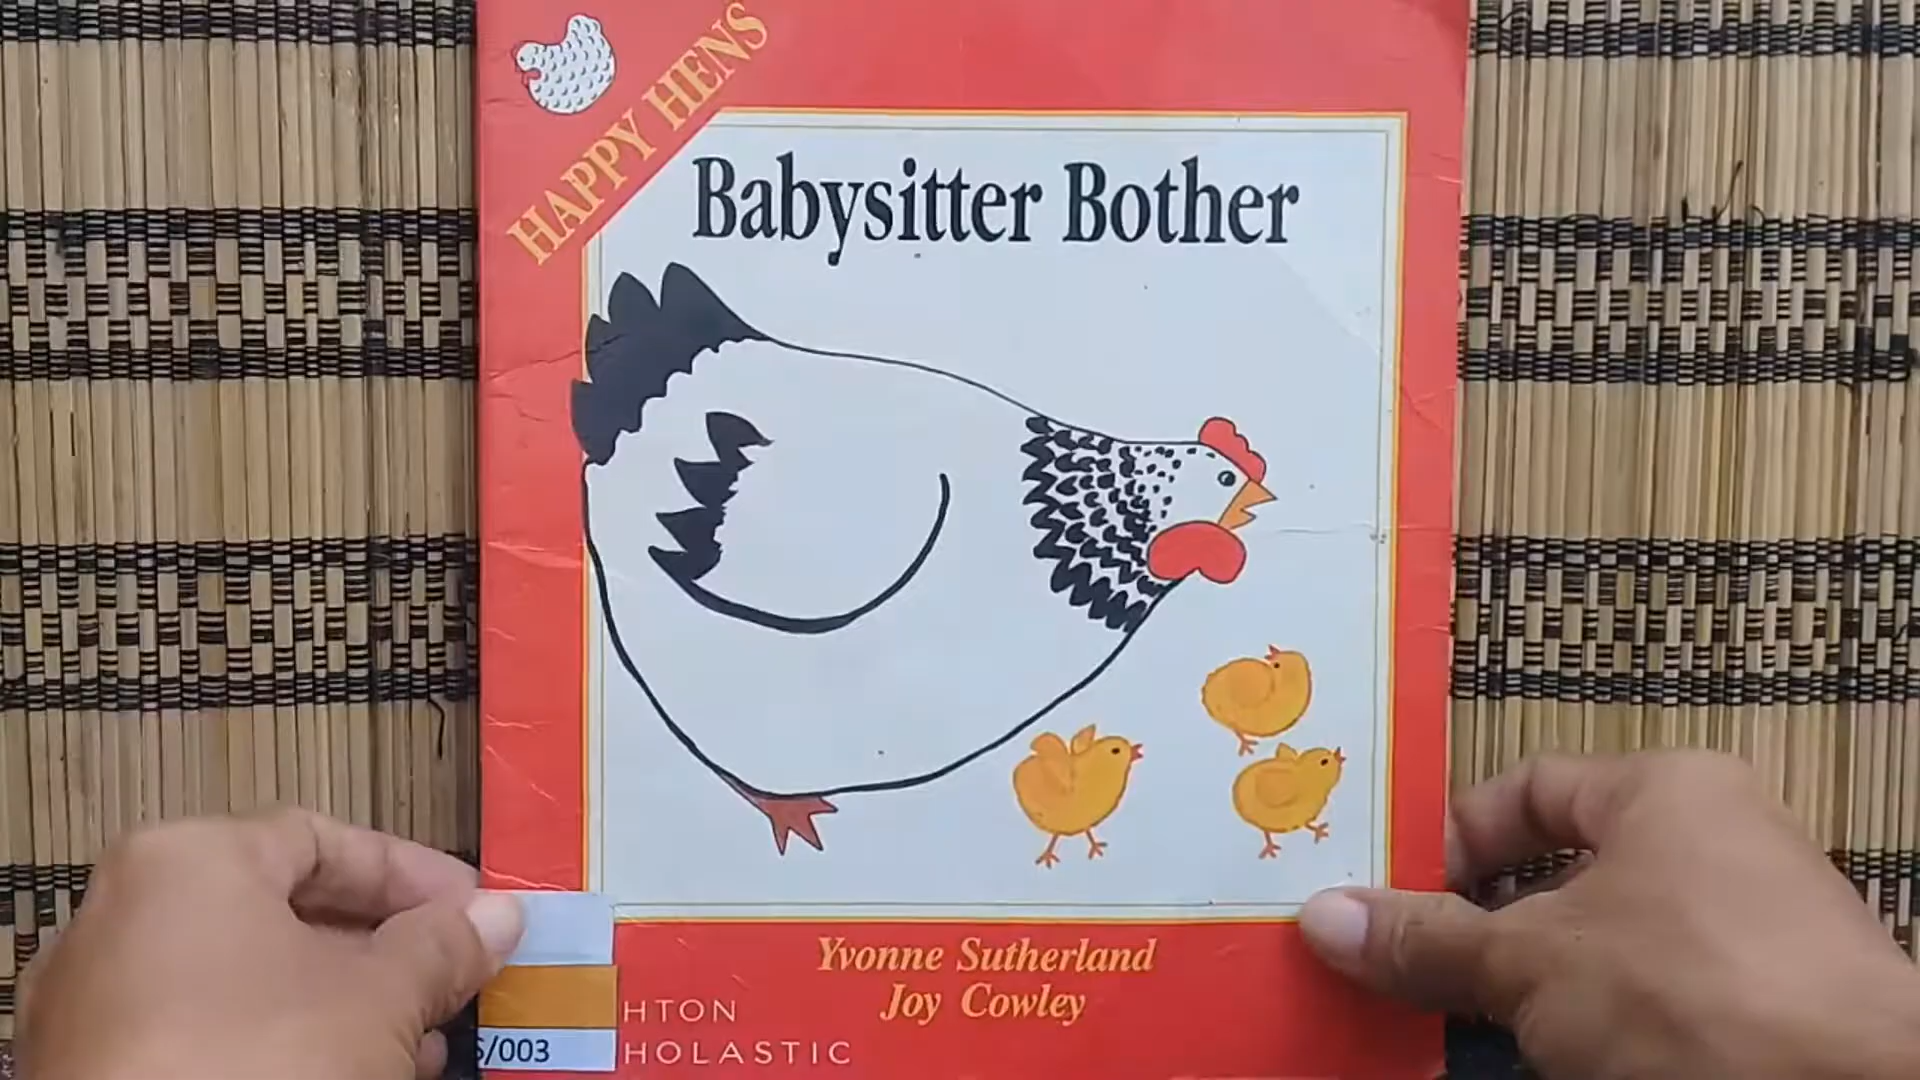 HAPPY HENS
Babysitter Bother
Yvonne Sutherland
Joy Cowley
HTON
HOLASTIC
/003